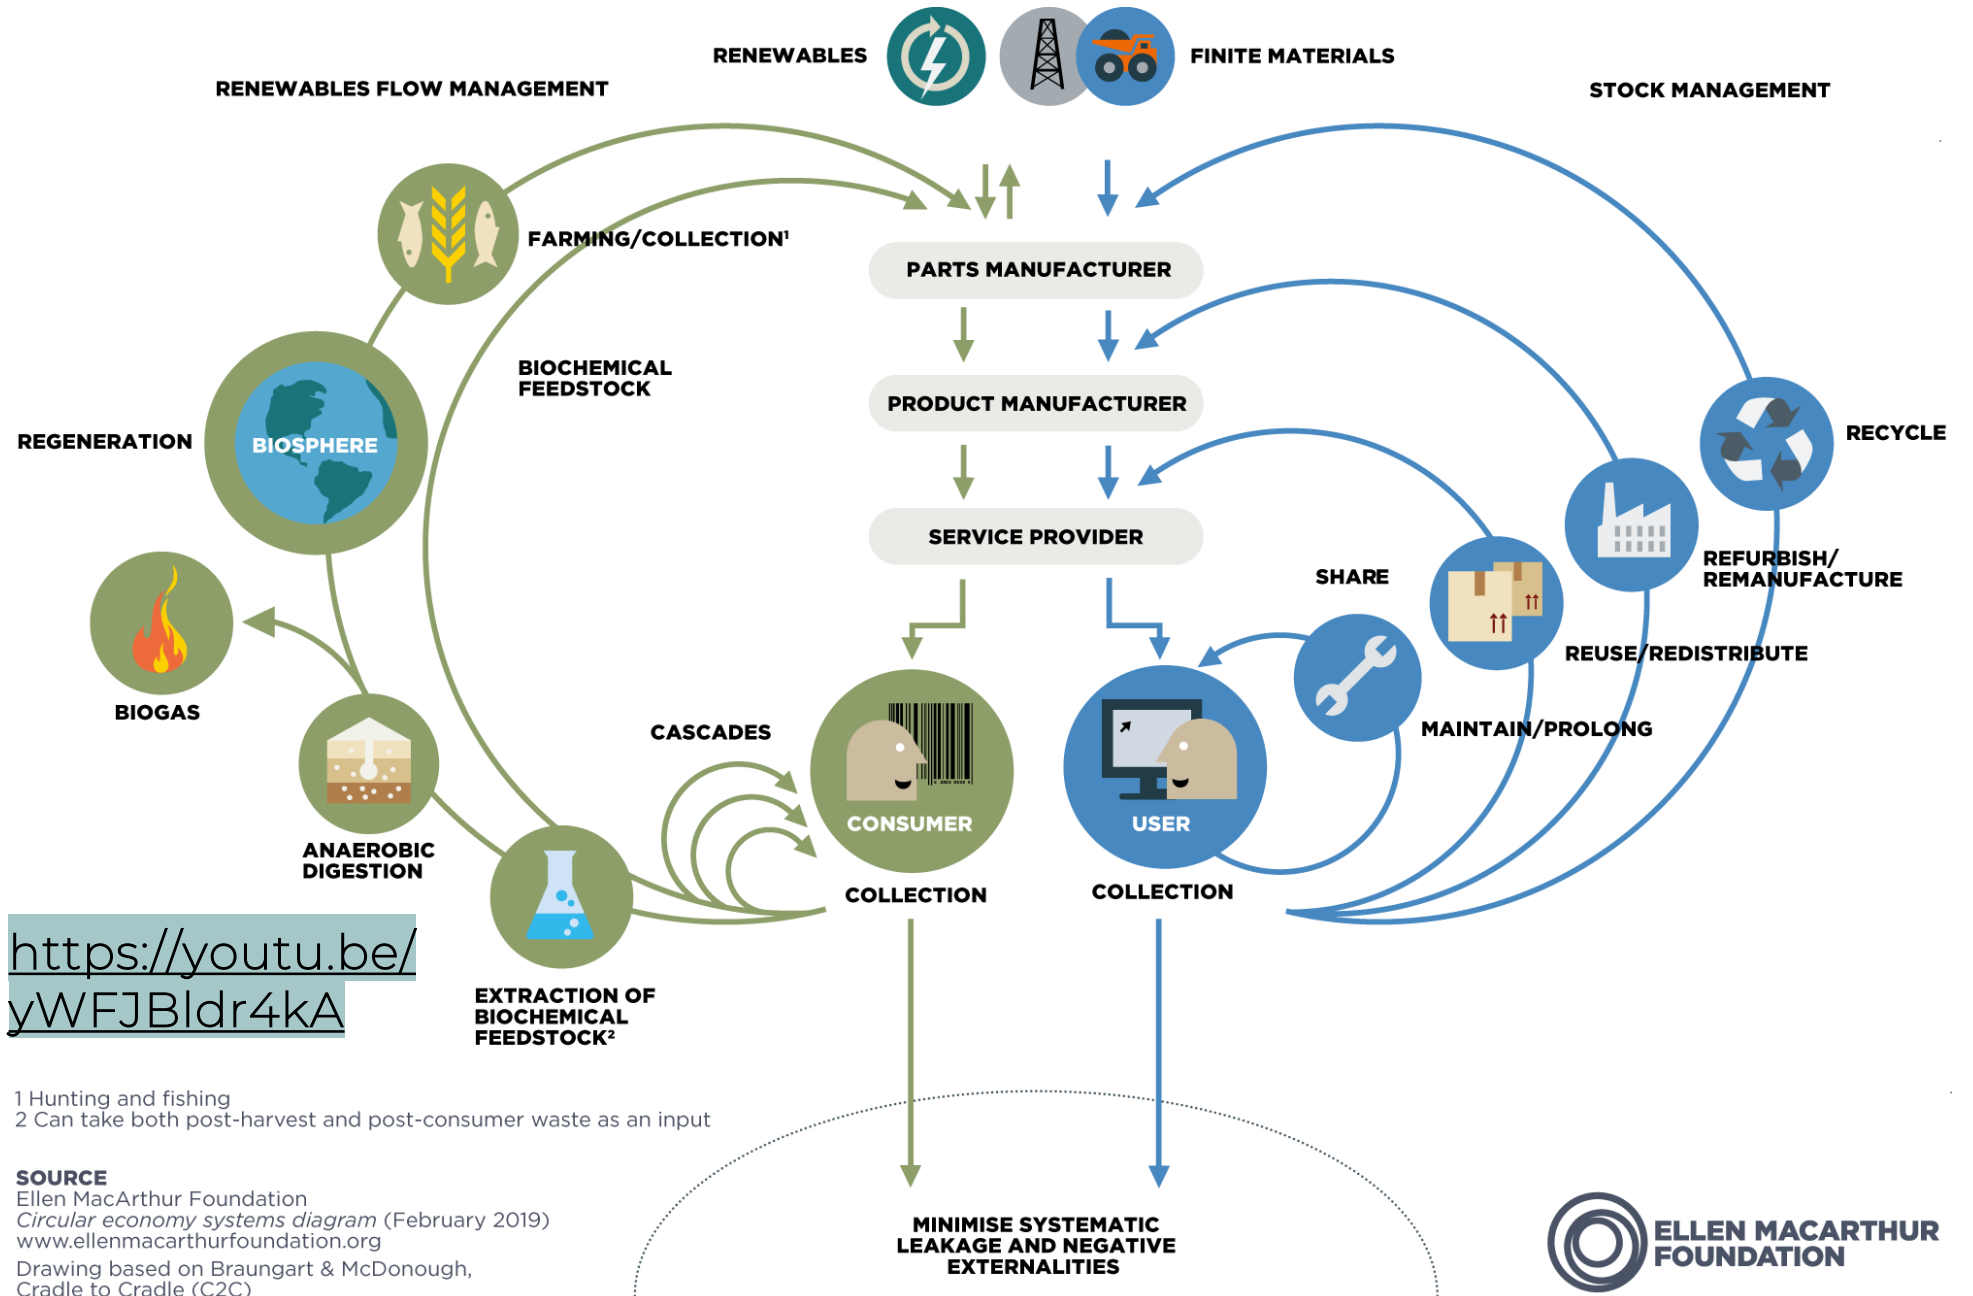 RENEWABLES
FINITE MATERIALS
RENEWABLES FLOW MANAGEMENT
STOCK MANAGEMENT
FARMING/COLLECTION¹
PARTS MANUFACTURER
BIOCHEMICAL
FEEDSTOCK
PRODUCT MANUFACTURER
REGENERATION
BIOSPHERE
RECYCLE
SERVICE PROVIDER
SHARE
REFURBISH/
REMANUFACTURE
REUSE/REDISTRIBUTE
BIOGAS
CASCADES
MAINTAIN/PROLONG
CONSUMER
USER
ANAEROBIC
DIGESTION
COLLECTION
COLLECTION
https://youtu.be/
yWFJBldr4kA
EXTRACTION OF
BIOCHEMICAL
FEEDSTOCK²
1 Hunting and fishing
2 Can take both post-harvest and post-consumer waste as an input
SOURCE
Ellen MacArthur Foundation
Circular economy systems diagram (February 2019)
www.ellenmacarthurfoundation.org
Drawing based on Braungart & McDonough,
Cradle to Cradle (C2C)
MINIMISE SYSTEMATIC
LEAKAGE AND NEGATIVE
EXTERNALITIES
ELLEN MACARTHUR
FOUNDATION